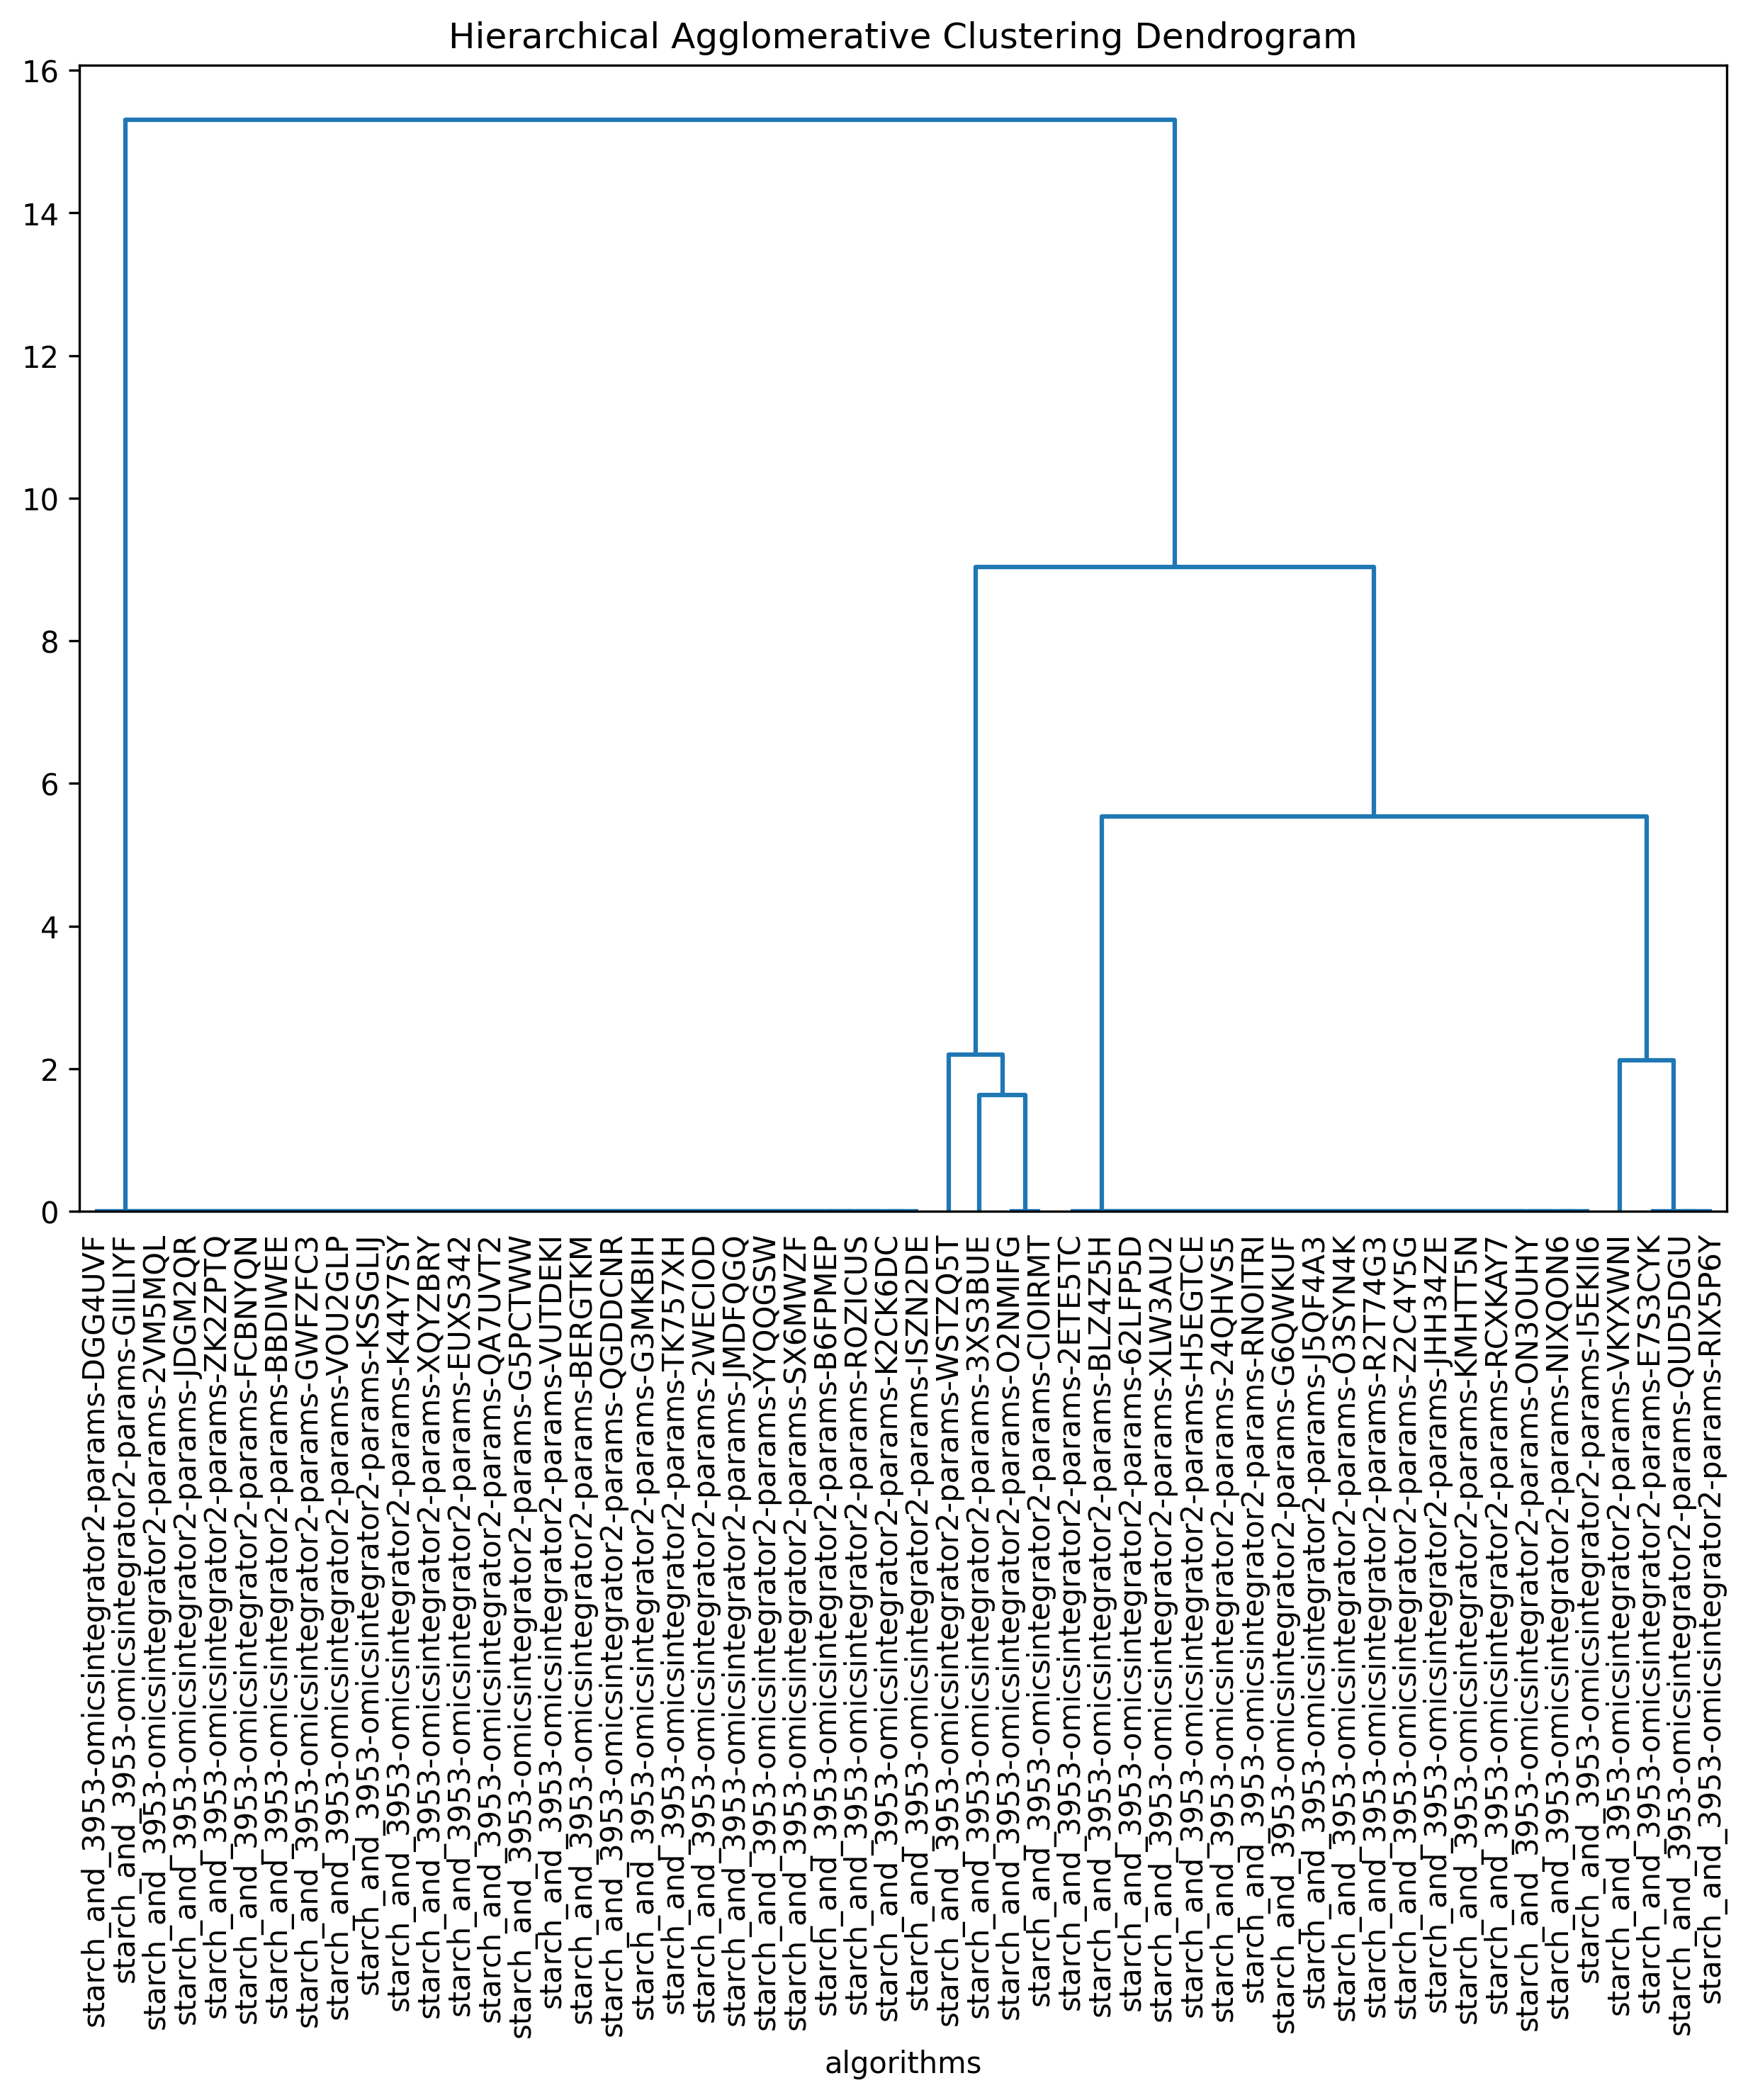 Hierarchical Agglomerative Clustering Dendrogram
16
14
12
10
8
6
4
2
0
starch_and_3953-omicsintegrator2-params-DGG4UVF
starch_and_3953-omicsintegrator2-params-GIILIYF
starch_and_3953-omicsintegrator2-params-2VM5MQL
starch_and_3953-omicsintegrator2-params-JDGM2QR
starch_and_3953-omicsintegrator2-params-ZK2ZPTQ
starch_and_3953-omicsintegrator2-params-FCBNYQN
starch_and_3953-omicsintegrator2-params-BBDIWEE
starch_and_3953-omicsintegrator2-params-GWFZFC3
starch_and_3953-omicsintegrator2-params-VOU2GLP
starch_and_3953-omicsintegrator2-params-KSSGLIJ
starch_and_3953-omicsintegrator2-params-K44Y7SY
starch_and_3953-omicsintegrator2-params-XQYZBRY
starch_and_3953-omicsintegrator2-params-EUXS342
starch_and_3953-omicsintegrator2-params-QA7UVT2
starch_and_3953-omicsintegrator2-params-G5PCTWW
starch_and_3953-omicsintegrator2-params-VUTDEKI
starch_and_3953-omicsintegrator2-params-BERGTKM
starch_and_3953-omicsintegrator2-params-QGDDCNR
starch_and_3953-omicsintegrator2-params-G3MKBIH
starch_and_3953-omicsintegrator2-params-TK757XH
starch_and_3953-omicsintegrator2-params-2WECIOD
starch_and_3953-omicsintegrator2-params-JMDFQGQ
starch_and_3953-omicsintegrator2-params-YYQQGSW
starch_and_3953-omicsintegrator2-params-SX6MWZF
starch_and_3953-omicsintegrator2-params-B6FPMEP
starch_and_3953-omicsintegrator2-params-ROZICUS
starch_and_3953-omicsintegrator2-params-K2CK6DC
starch_and_3953-omicsintegrator2-params-ISZN2DE
starch_and_3953-omicsintegrator2-params-WSTZQ5T
starch_and_3953-omicsintegrator2-params-3XS3BUE
starch_and_3953-omicsintegrator2-params-O2NMIFG
starch_and_3953-omicsintegrator2-params-CIOIRMT
starch_and_3953-omicsintegrator2-params-2ETE5TC
starch_and_3953-omicsintegrator2-params-BLZ4Z5H
starch_and_3953-omicsintegrator2-params-62LFP5D
starch_and_3953-omicsintegrator2-params-XLW3AU2
starch_and_3953-omicsintegrator2-params-H5EGTCE
starch_and_3953-omicsintegrator2-params-24QHVS5
starch_and_3953-omicsintegrator2-params-RNOITRI
starch_and_3953-omicsintegrator2-params-G6QWKUF
starch_and_3953-omicsintegrator2-params-J5QF4A3
starch_and_3953-omicsintegrator2-params-O3SYN4K
starch_and_3953-omicsintegrator2-params-R2T74G3
starch_and_3953-omicsintegrator2-params-Z2C4Y5G
starch_and_3953-omicsintegrator2-params-JHH34ZE
starch_and_3953-omicsintegrator2-params-KMHTT5N
starch_and_3953-omicsintegrator2-params-RCXKAY7
starch_and_3953-omicsintegrator2-params-ON3OUHY
starch_and_3953-omicsintegrator2-params-NIXQON6
starch_and_3953-omicsintegrator2-params-I5EKII6
starch_and_3953-omicsintegrator2-params-VKYXWNI
starch_and_3953-omicsintegrator2-params-E7S3CYK
starch_and_3953-omicsintegrator2-params-QUD5DGU
starch_and_3953-omicsintegrator2-params-RIX5P6Y
algorithms